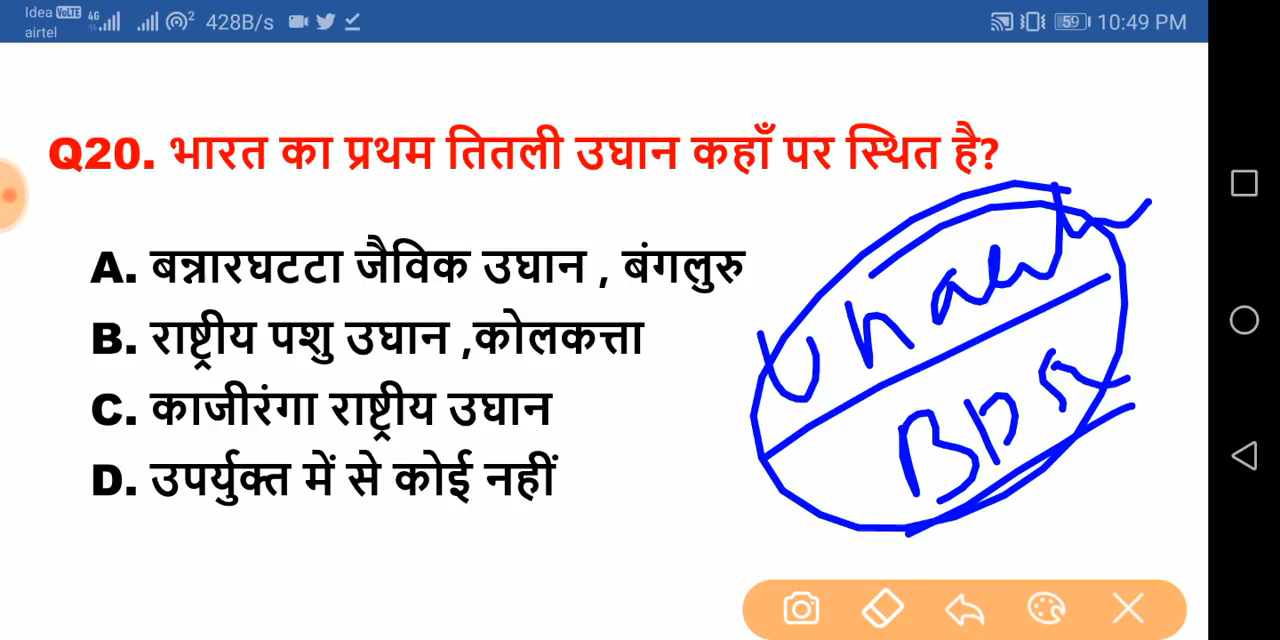 Idea VoLTE 4G 428B/s 59 10:49 PM
airtel
Q20. भारत का प्रथम तितली उघान कहाँ पर स्थित है?
A. बन्नारघटटा जैविक उघान , बंगलुरु
B. राष्ट्रीय पशु उघान ,कोलकत्ता
C. काजीरंगा राष्ट्रीय उघान
D. उपर्युक्त में से कोई नहीं